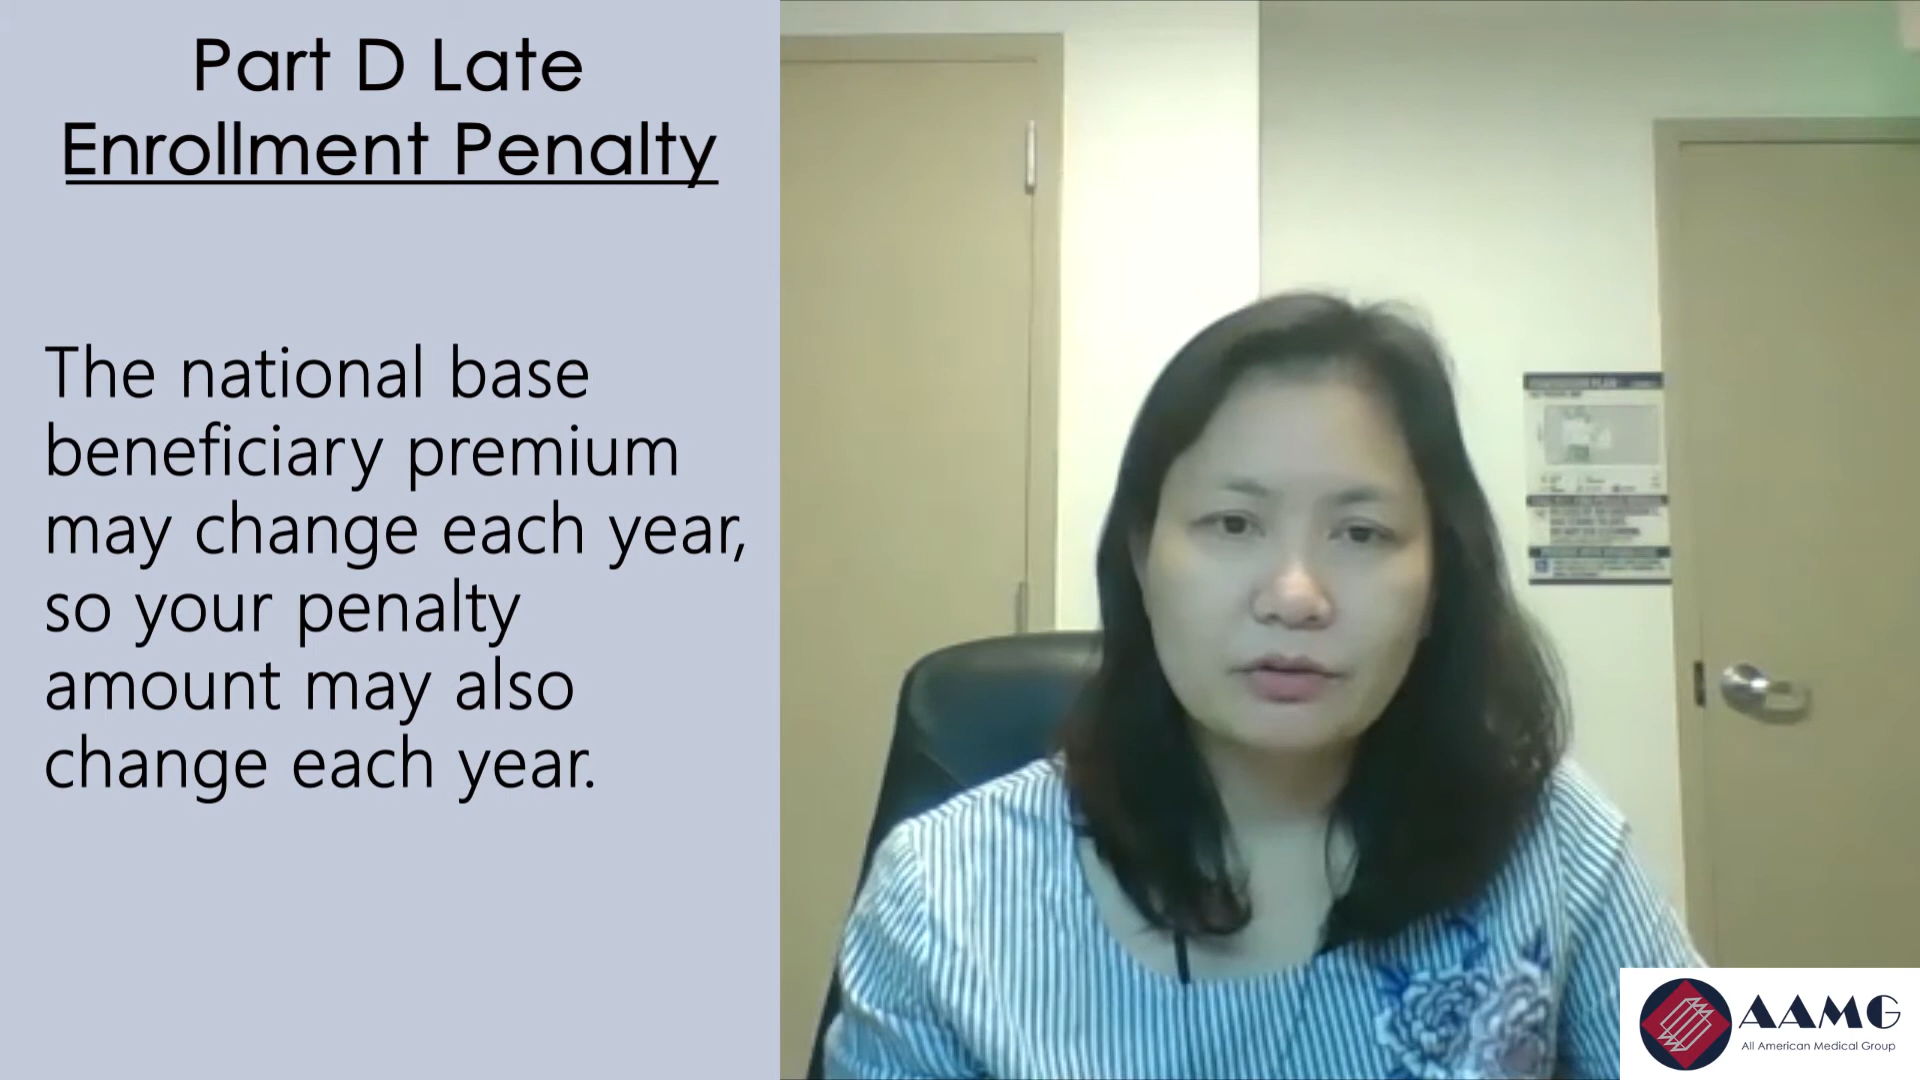 Part D Late
Enrollment Penalty
The national base
beneficiary premium
may change each year,
so your penalty
amount may also
change each year.
AAMG
All American Medical Group